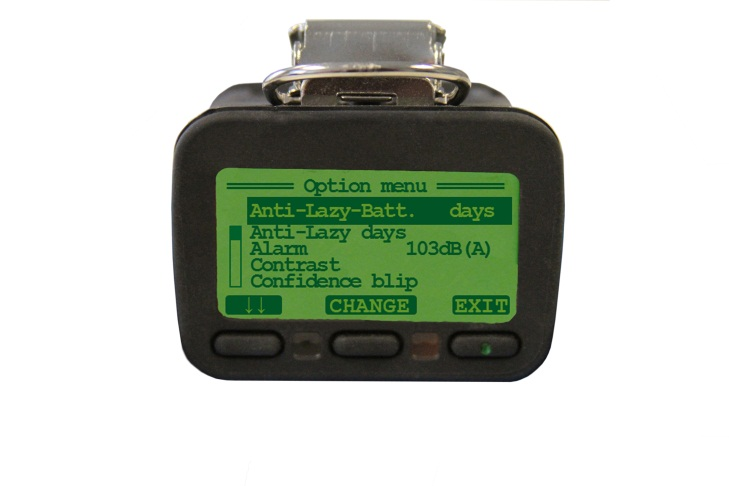 Option menu
Anti-Lazy-Batt. days
Anti-Lazy days
Alarm 103dB(A)
Contrast
Confidence blip
↓↓ CHANGE EXIT